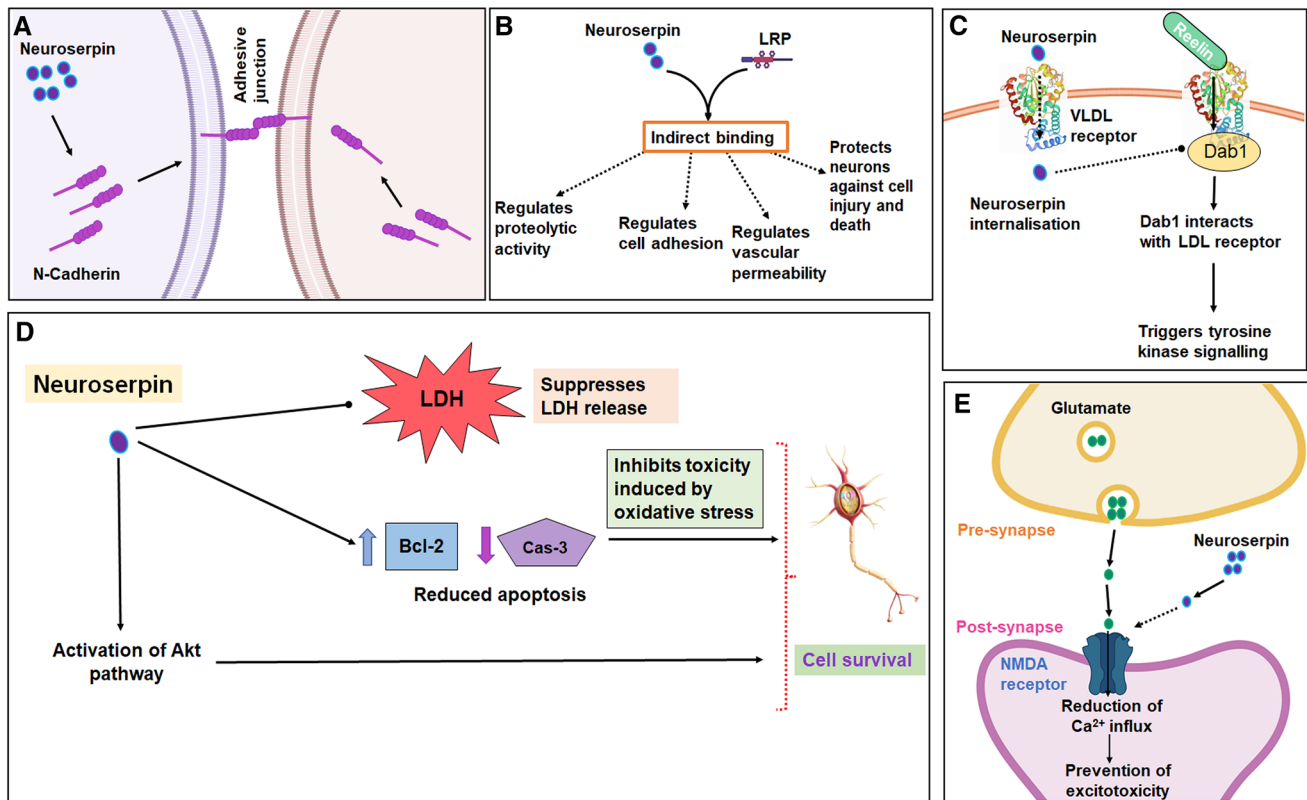 A
Neuroserpin
Adhesive
junction
N-Cadherin
B
Neuroserpin
LRP
Indirect binding
Regulates
proteolytic
activity
Regulates
cell adhesion
Regulates
vascular
permeability
Protects
neurons
against cell
injury and
death
C
Neuroserpin
Reelin
VLDL
receptor
Dab1
Neuroserpin
internalisation
Dab1 interacts
with LDL receptor
Triggers tyrosine
kinase signalling
D
Neuroserpin
LDH
Suppresses
LDH release
Inhibits toxicity
induced by
oxidative stress
Bcl-2
Cas-3
Reduced apoptosis
Activation of Akt
pathway
Cell survival
E
Glutamate
Pre-synapse
Neuroserpin
Post-synapse
NMDA
receptor
Reduction of
Ca²⁺ influx
Prevention of
excitotoxicity